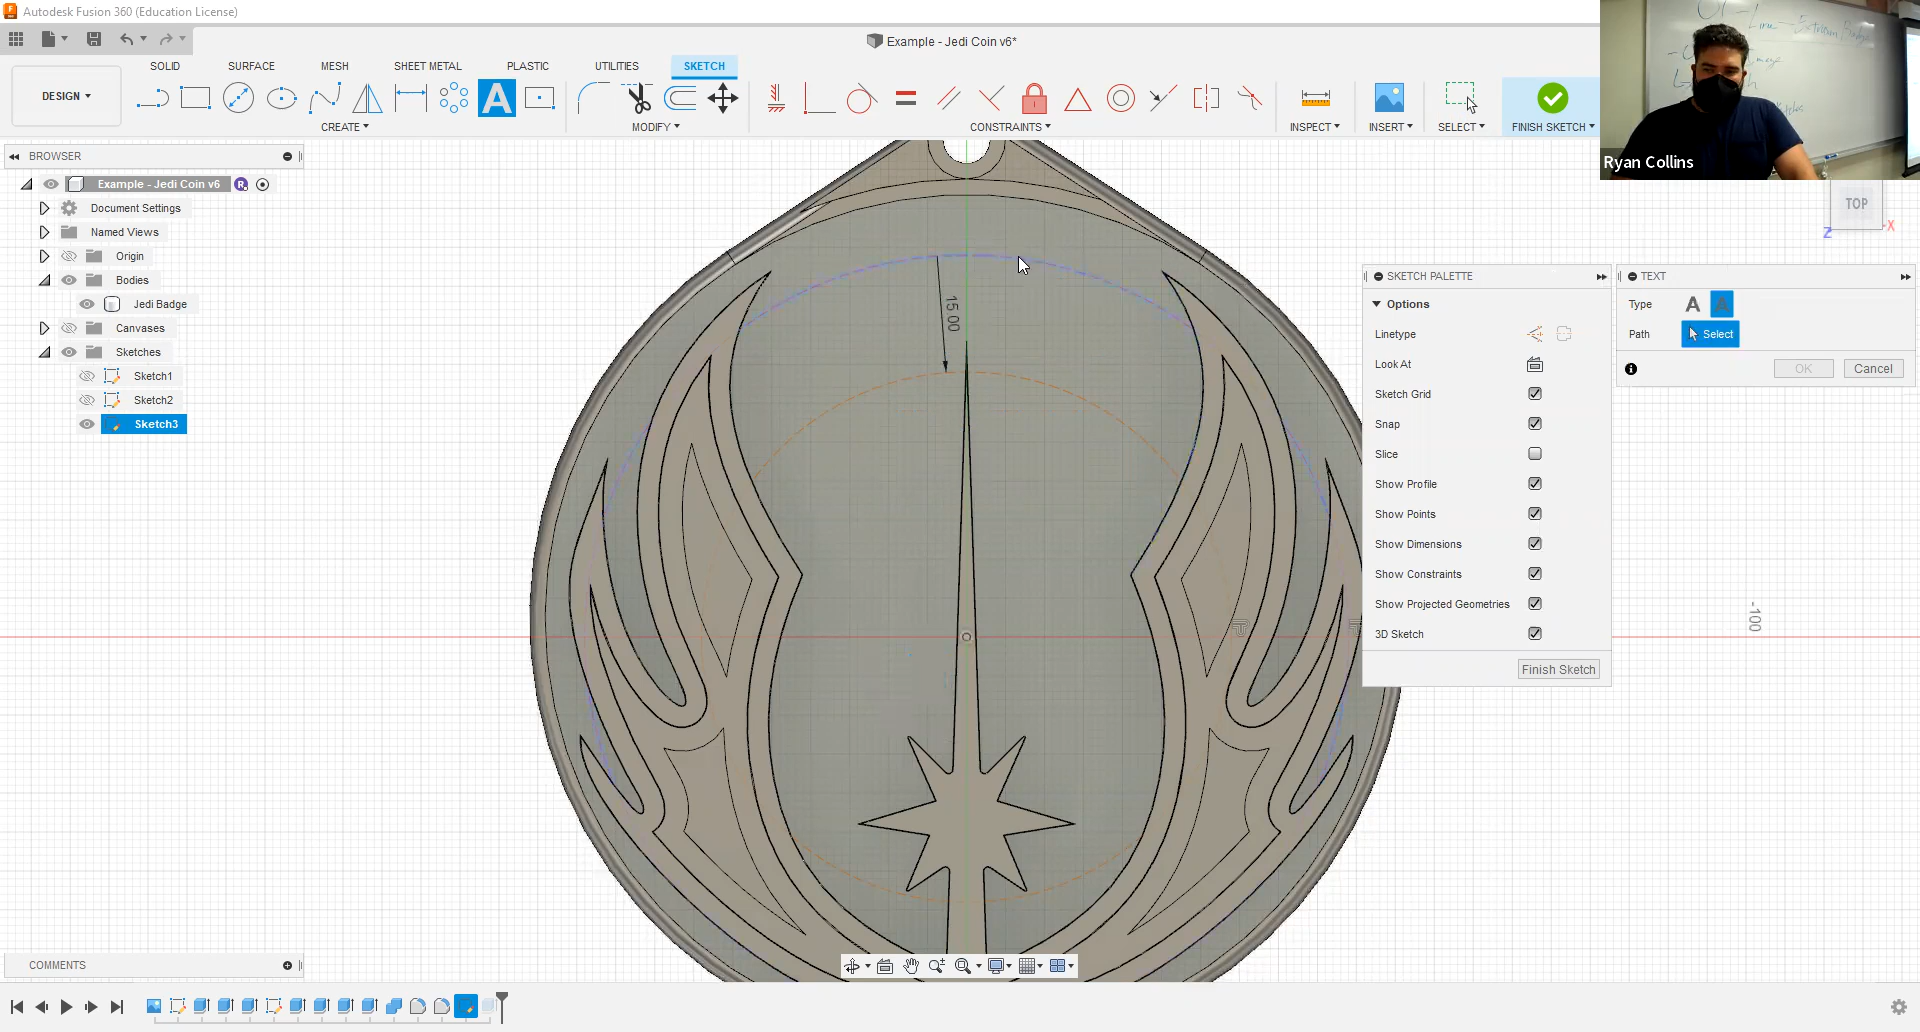 Autodesk Fusion 360 (Education License)
Example - Jedi Coin v6*
SOLID SURFACE MESH SHEET METAL PLASTIC UTILITIES SKETCH
DESIGN
CREATE MODIFY CONSTRAINTS INSPECT INSERT SELECT FINISH SKETCH
Ryan Collins
BROWSER
Example - Jedi Coin v6
Document Settings
Named Views
Origin
Bodies
Jedi Badge
Canvases
Sketches
Sketch1
Sketch2
Sketch3
15.00
TOP
Z
X
SKETCH PALETTE
Options
Linetype
Look At
Sketch Grid
Snap
Slice
Show Profile
Show Points
Show Dimensions
Show Constraints
Show Projected Geometries
3D Sketch
Finish Sketch
TEXT
Type
Path
Select
OK Cancel
-100
COMMENTS